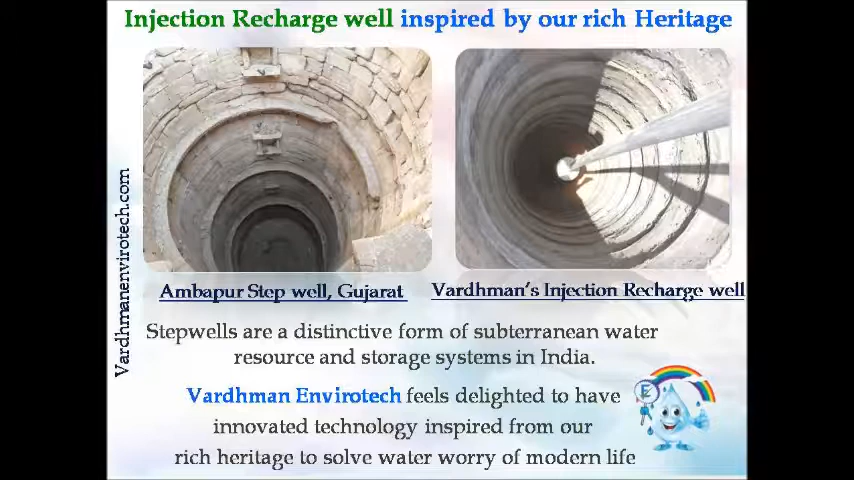 Injection Recharge well inspired by our rich Heritage
Vardhmanenvirotech.com
Ambapur Step well, Gujarat
Vardhman's Injection Recharge well
Stepwells are a distinctive form of subterranean water
resource and storage systems in India.
Vardhman Envirotech feels delighted to have
innovated technology inspired from our
rich heritage to solve water worry of modern life